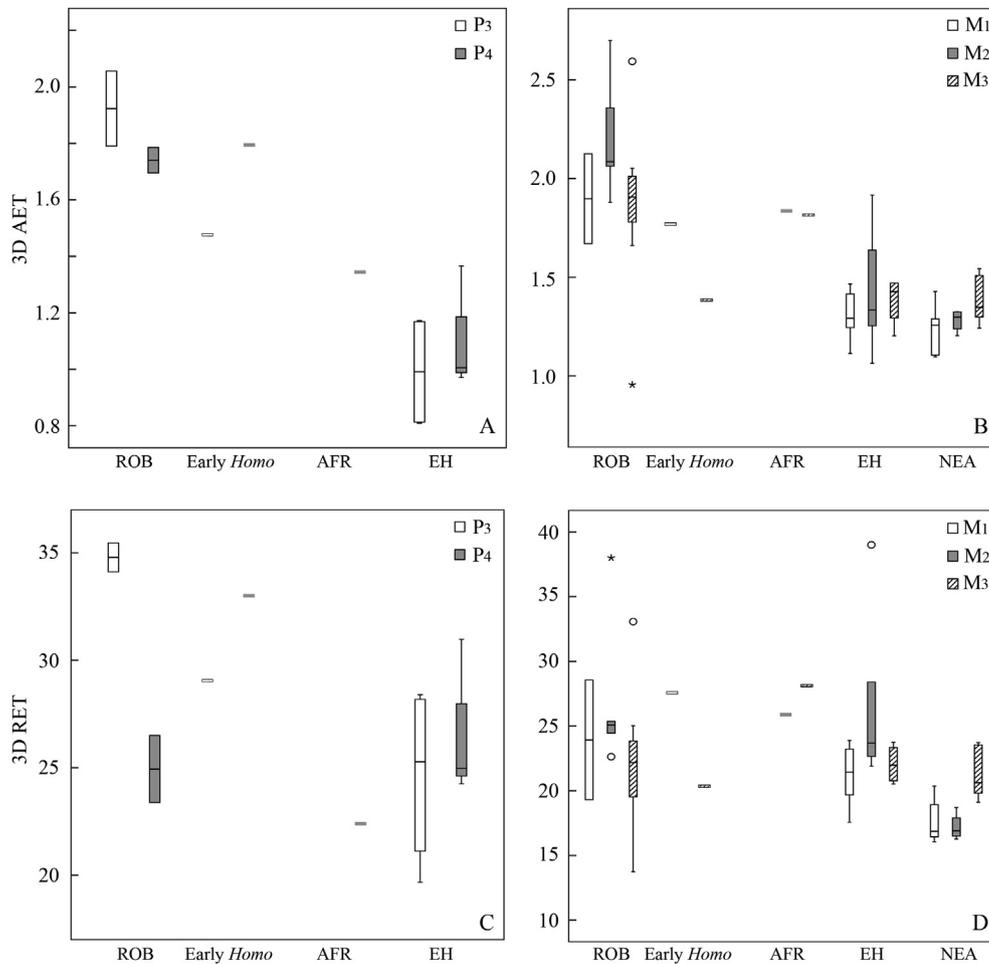 P3
P4
2.0
1.6
1.2
0.8
3D AET
A
ROB Early Homo AFR EH
M1
M2
M3
2.5
2.0
1.5
1.0
B
ROB Early Homo AFR EH NEA
P3
P4
35
30
25
20
3D RET
C
ROB Early Homo AFR EH
M1
M2
M3
40
35
30
25
20
15
10
D
ROB Early Homo AFR EH NEA